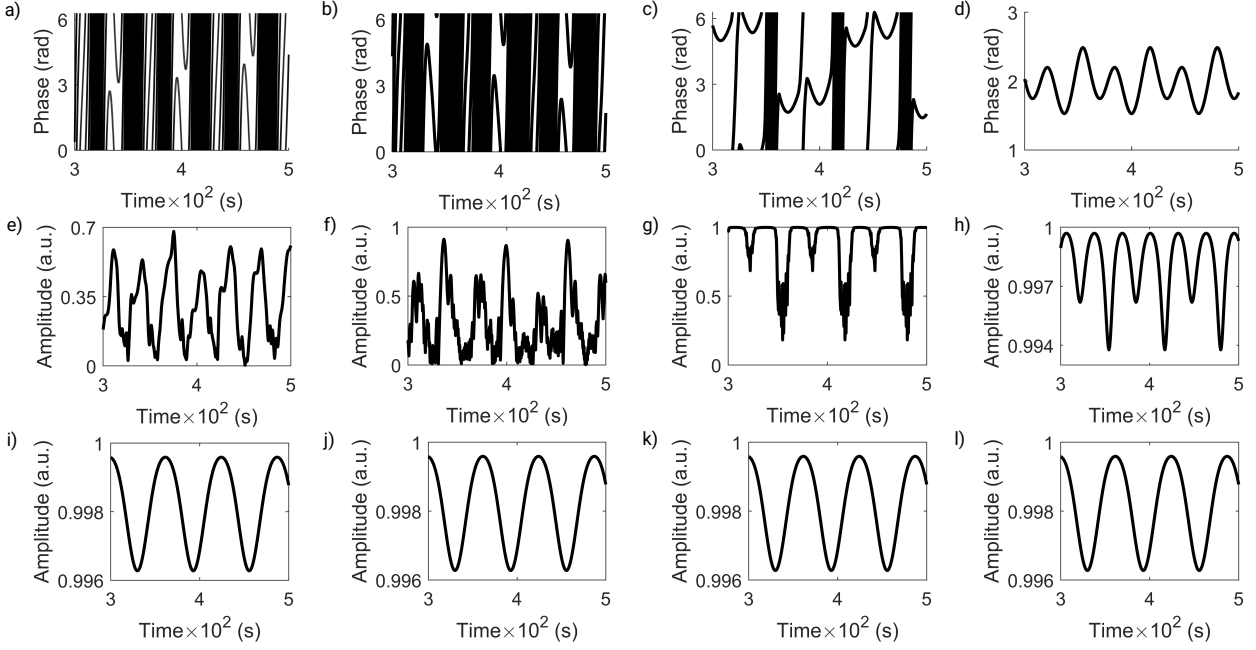 a)
Phase (rad)
6
3
0
3
4
5
Time×10² (s)
b)
Phase (rad)
6
3
0
3
4
5
Time×10² (s)
c)
Phase (rad)
6
3
0
3
4
5
Time×10² (s)
d)
Phase (rad)
3
2
1
3
4
5
Time×10² (s)
e)
Amplitude (a.u.)
0.7
0.35
0
3
4
5
Time×10² (s)
f)
Amplitude (a.u.)
1
0.5
0
3
4
5
Time×10² (s)
g)
Amplitude (a.u.)
1
0.5
0
3
4
5
Time×10² (s)
h)
Amplitude (a.u.)
1
0.997
0.994
3
4
5
Time×10² (s)
i)
Amplitude (a.u.)
1
0.998
0.996
3
4
5
Time×10² (s)
j)
Amplitude (a.u.)
1
0.998
0.996
3
4
5
Time×10² (s)
k)
Amplitude (a.u.)
1
0.998
0.996
3
4
5
Time×10² (s)
l)
Amplitude (a.u.)
1
0.998
0.996
3
4
5
Time×10² (s)